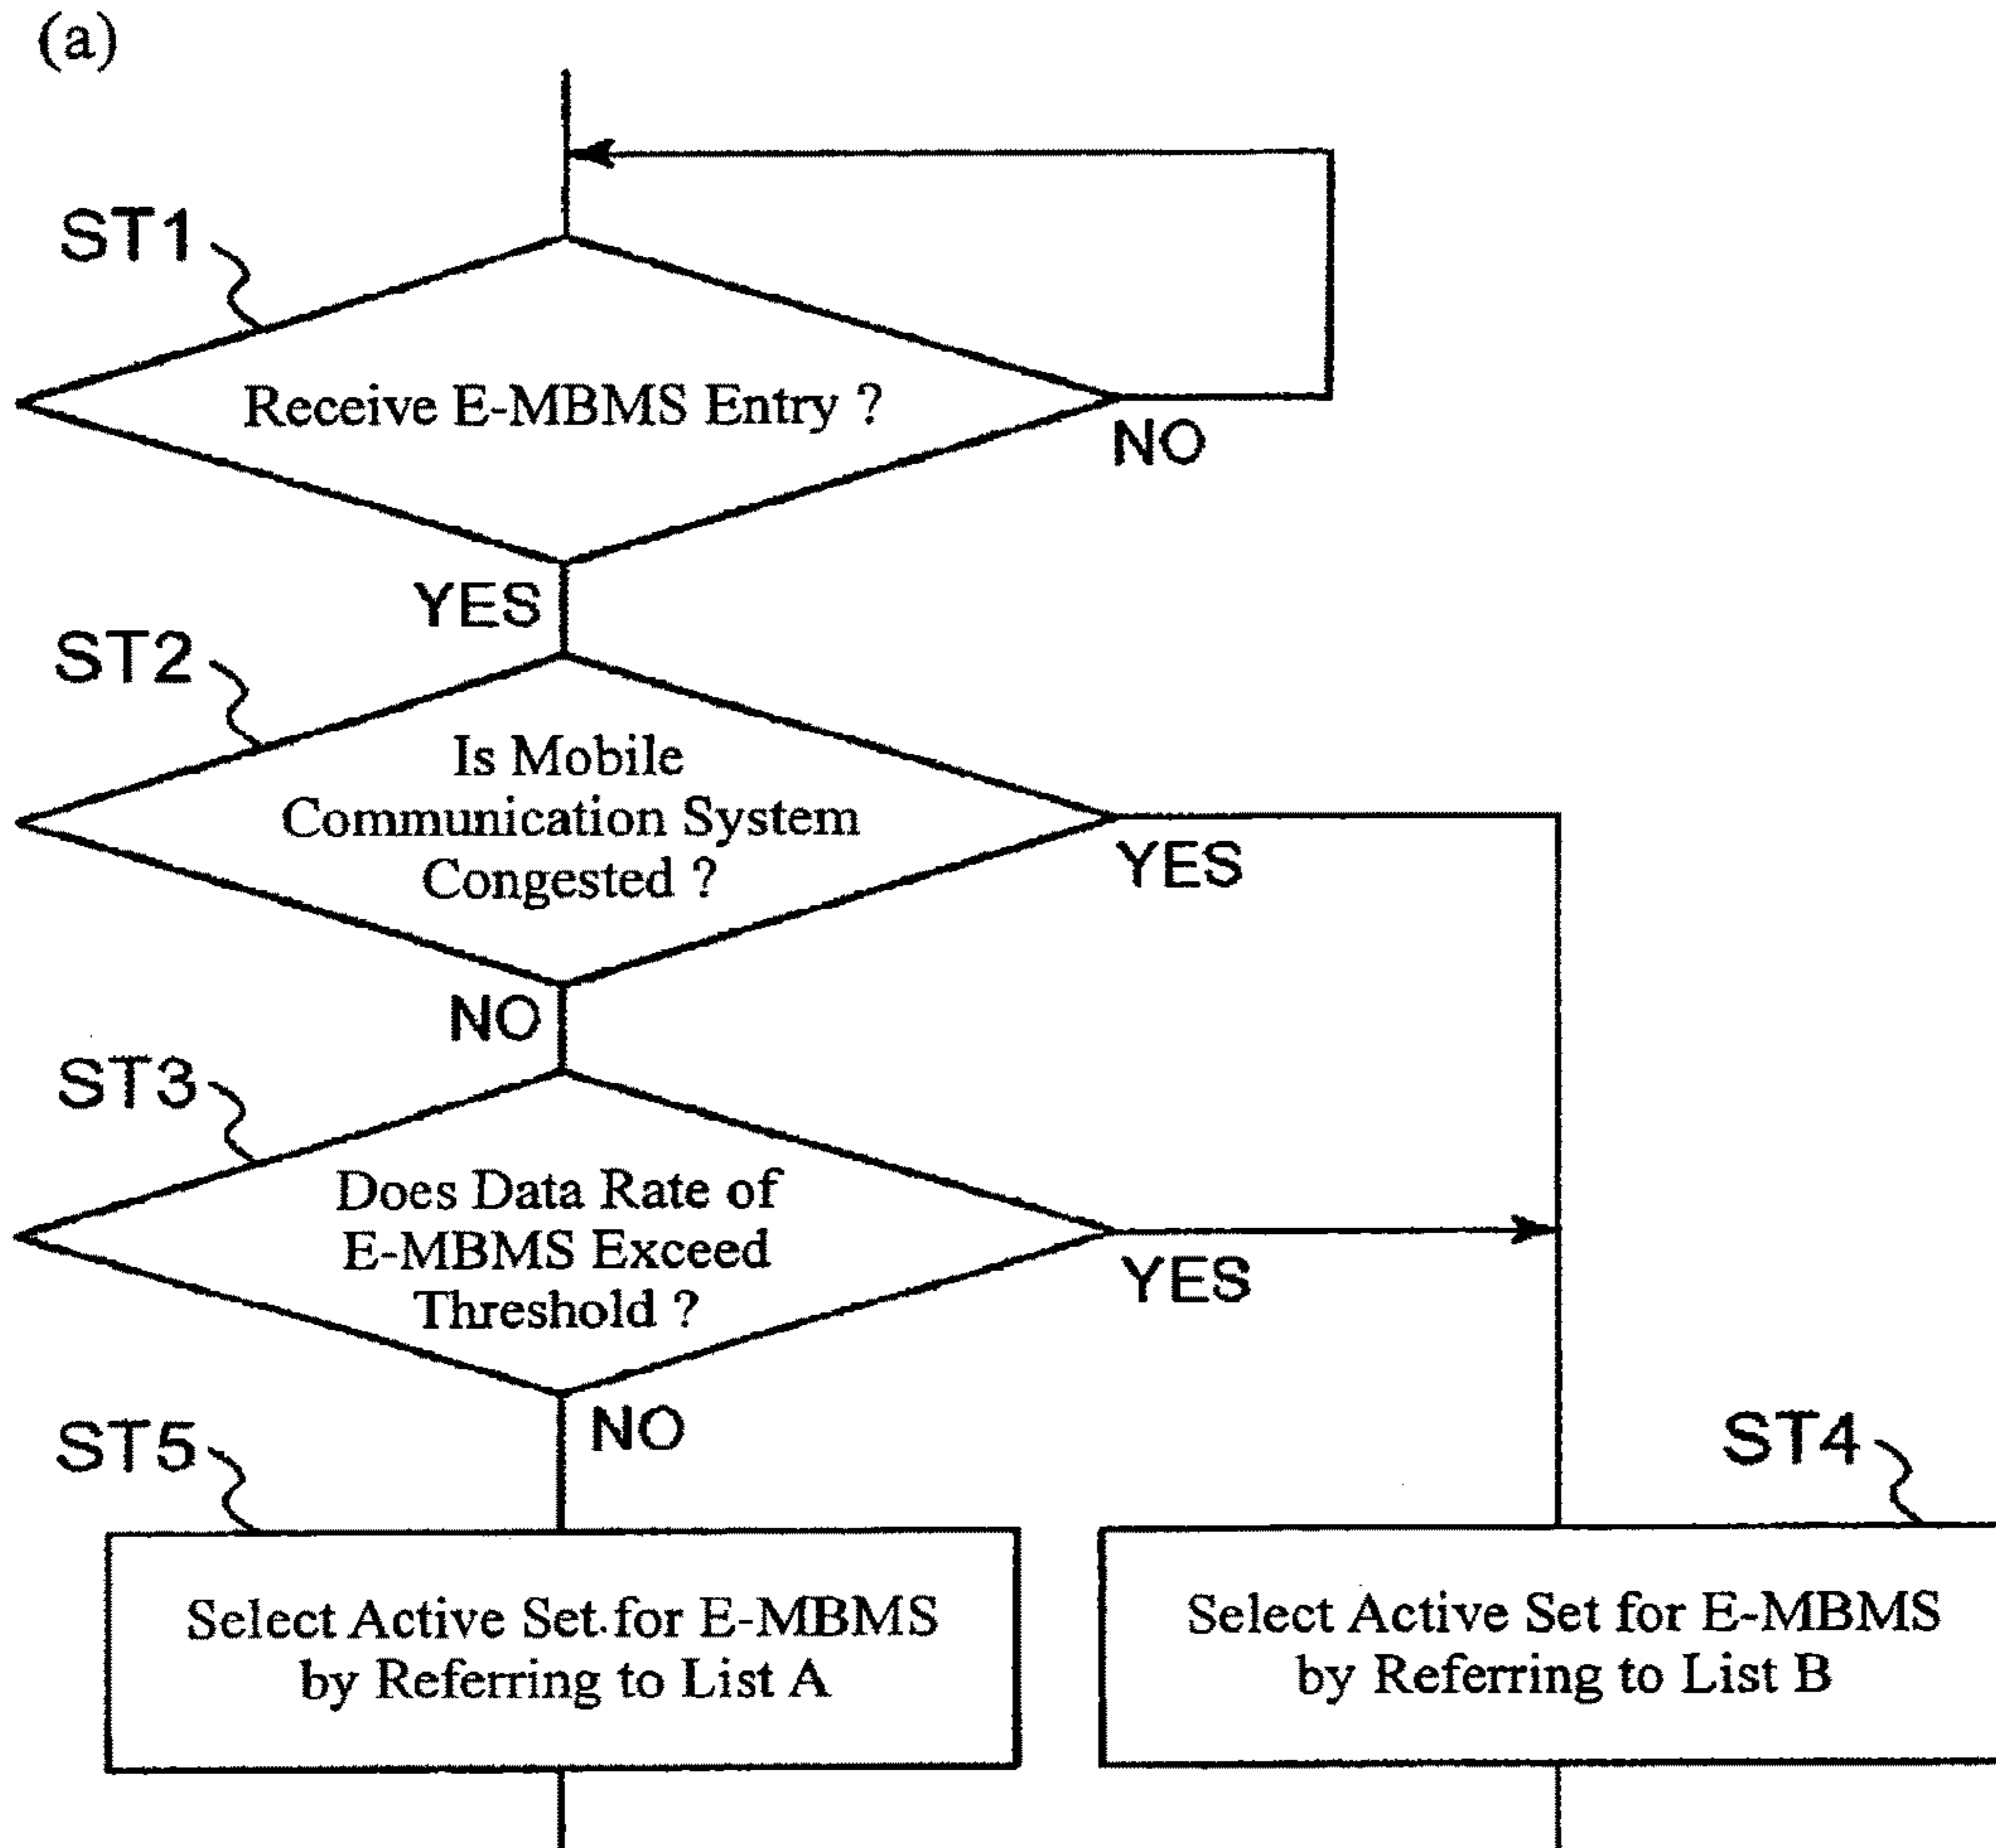 (a)
ST1
Receive E-MBMS Entry ?
NO
YES
ST2
Is Mobile
Communication System
Congested ?
YES
NO
ST3
Does Data Rate of
E-MBMS Exceed
Threshold ?
YES
NO
ST5
ST4
Select Active Set for E-MBMS
by Referring to List A
Select Active Set for E-MBMS
by Referring to List B